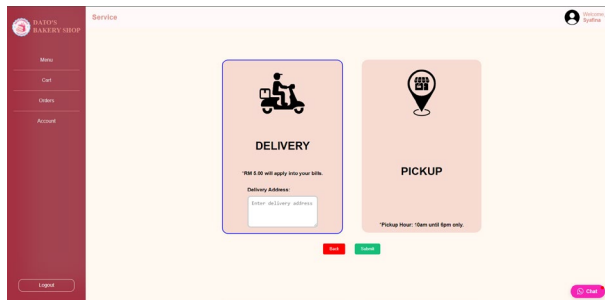 BATO'S
BAKERY SHOP
Menu
Cart
Orders
Account
Logout
Service
Welcome,
Syafina
DELIVERY
*RM 5.00 will apply into your bills.
Delivery Address:
Enter delivery address
PICKUP
*Pickup Hour: 10am until 6pm only.
Back
Submit
Chat